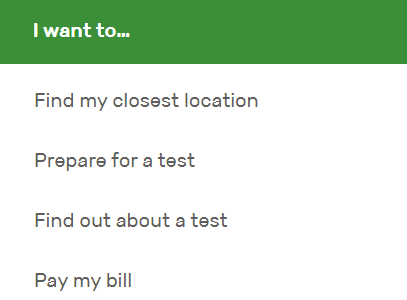 I want to...
Find my closest location
Prepare for a test
Find out about a test
Pay my bill